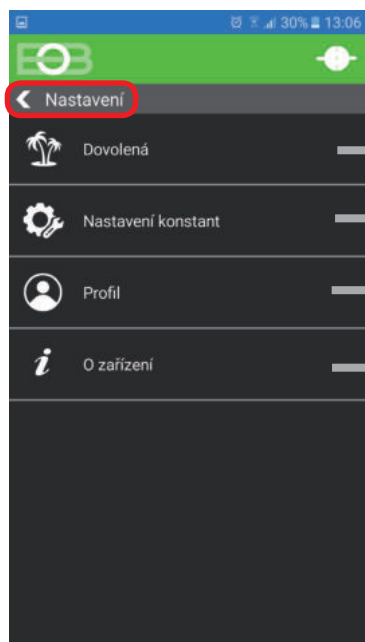 30% 13:06
EOB
Nastavení
Dovolená
Nastavení konstant
Profil
i O zařízení